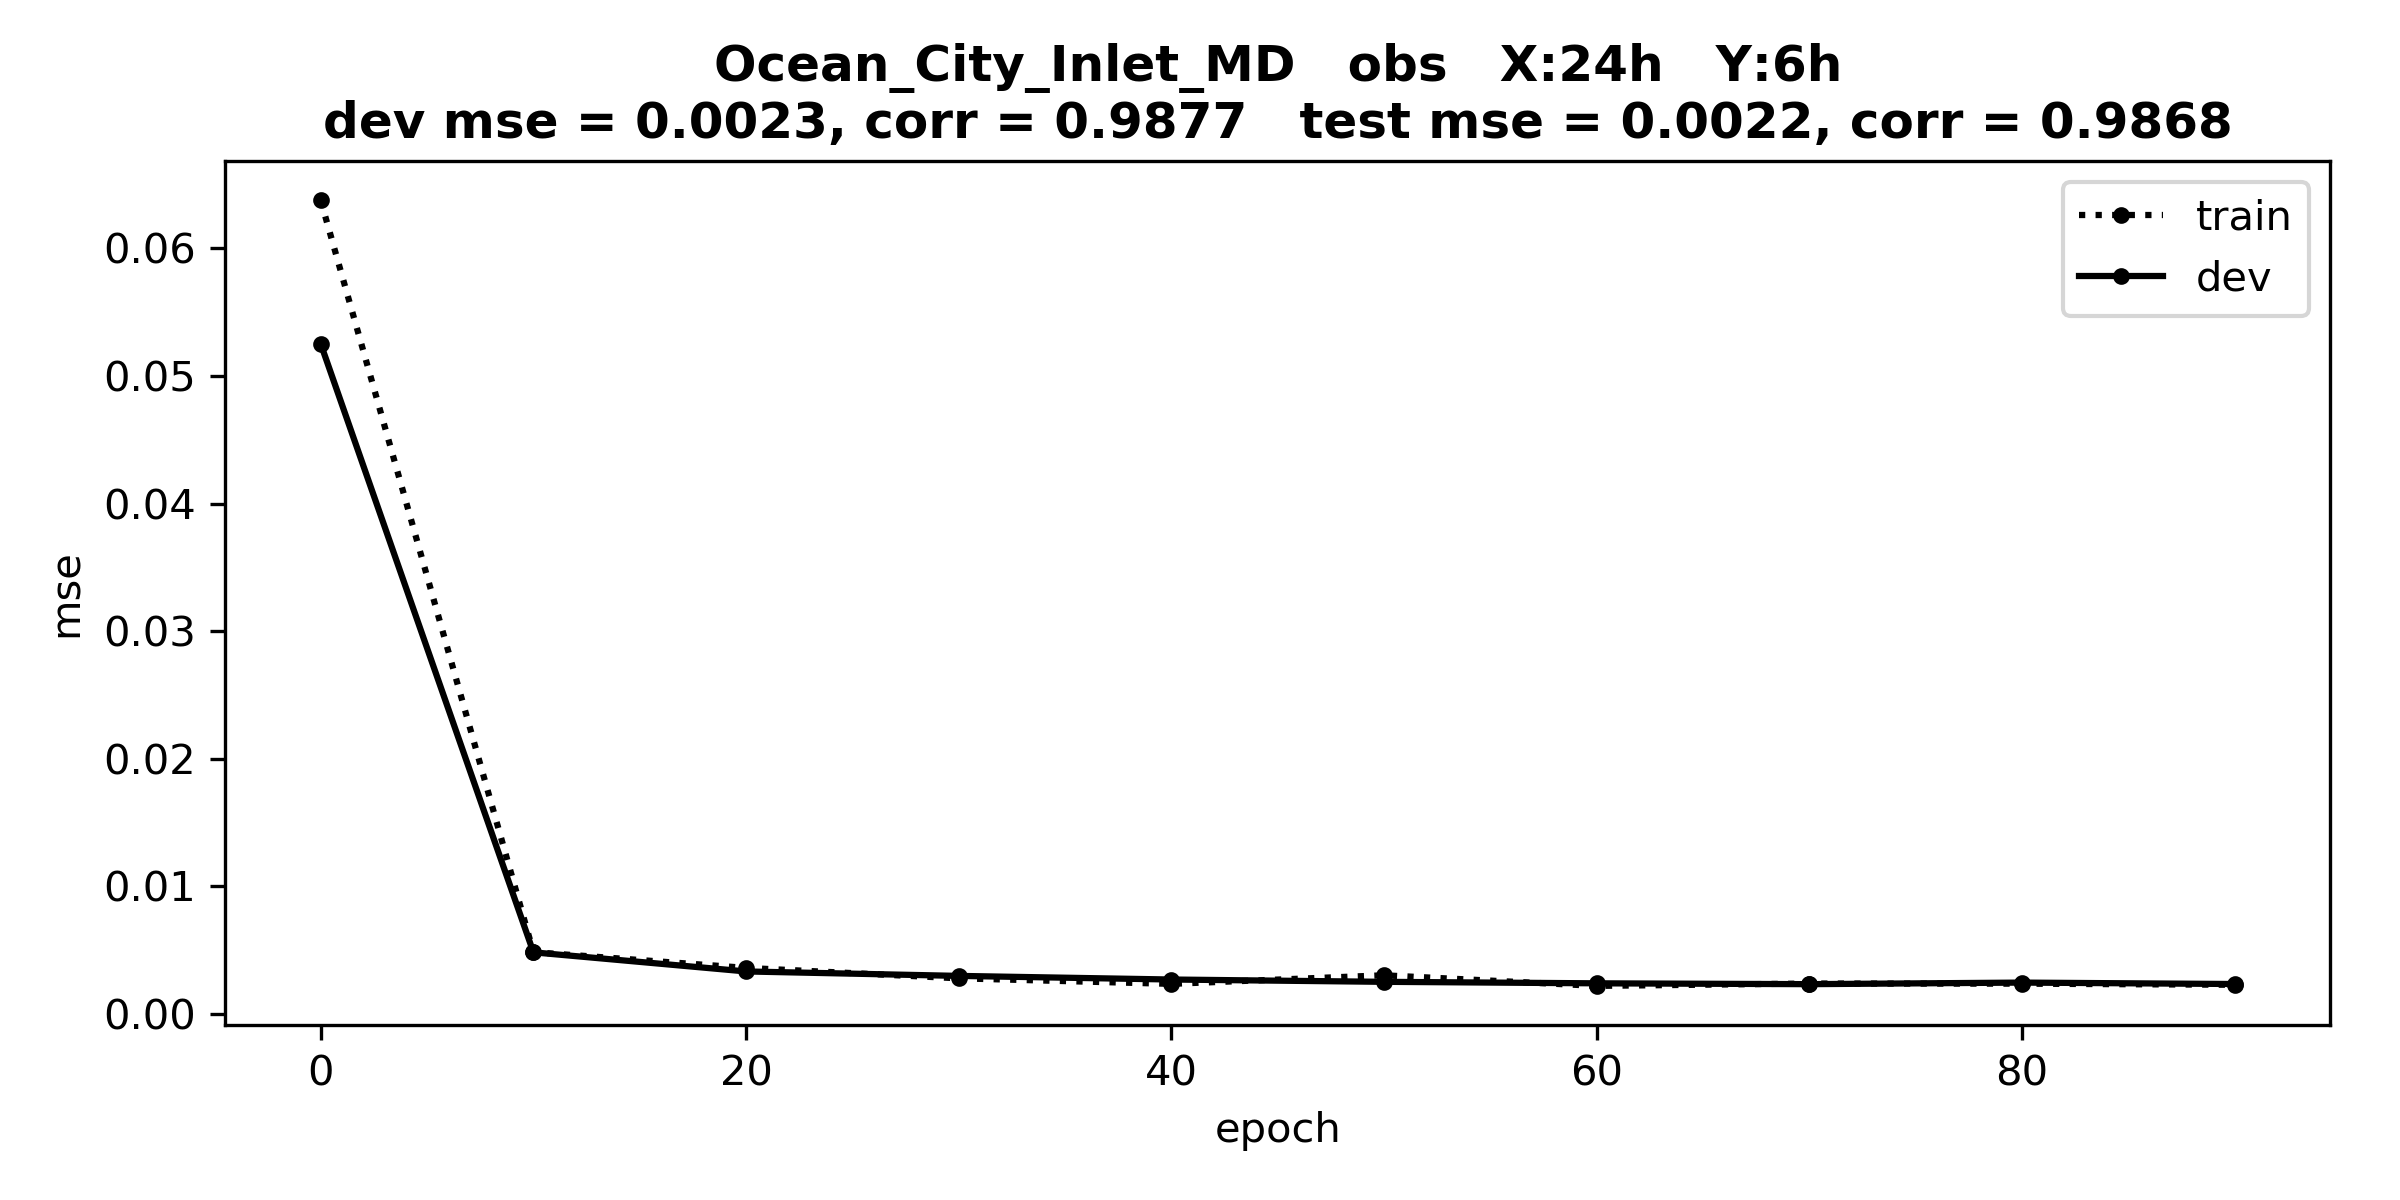 Ocean_City_Inlet_MD   obs   X:24h   Y:6h
dev mse = 0.0023, corr = 0.9877   test mse = 0.0022, corr = 0.9868
train
dev
0.06
0.05
0.04
0.03
0.02
0.01
0.00
mse
0 20 40 60 80
epoch